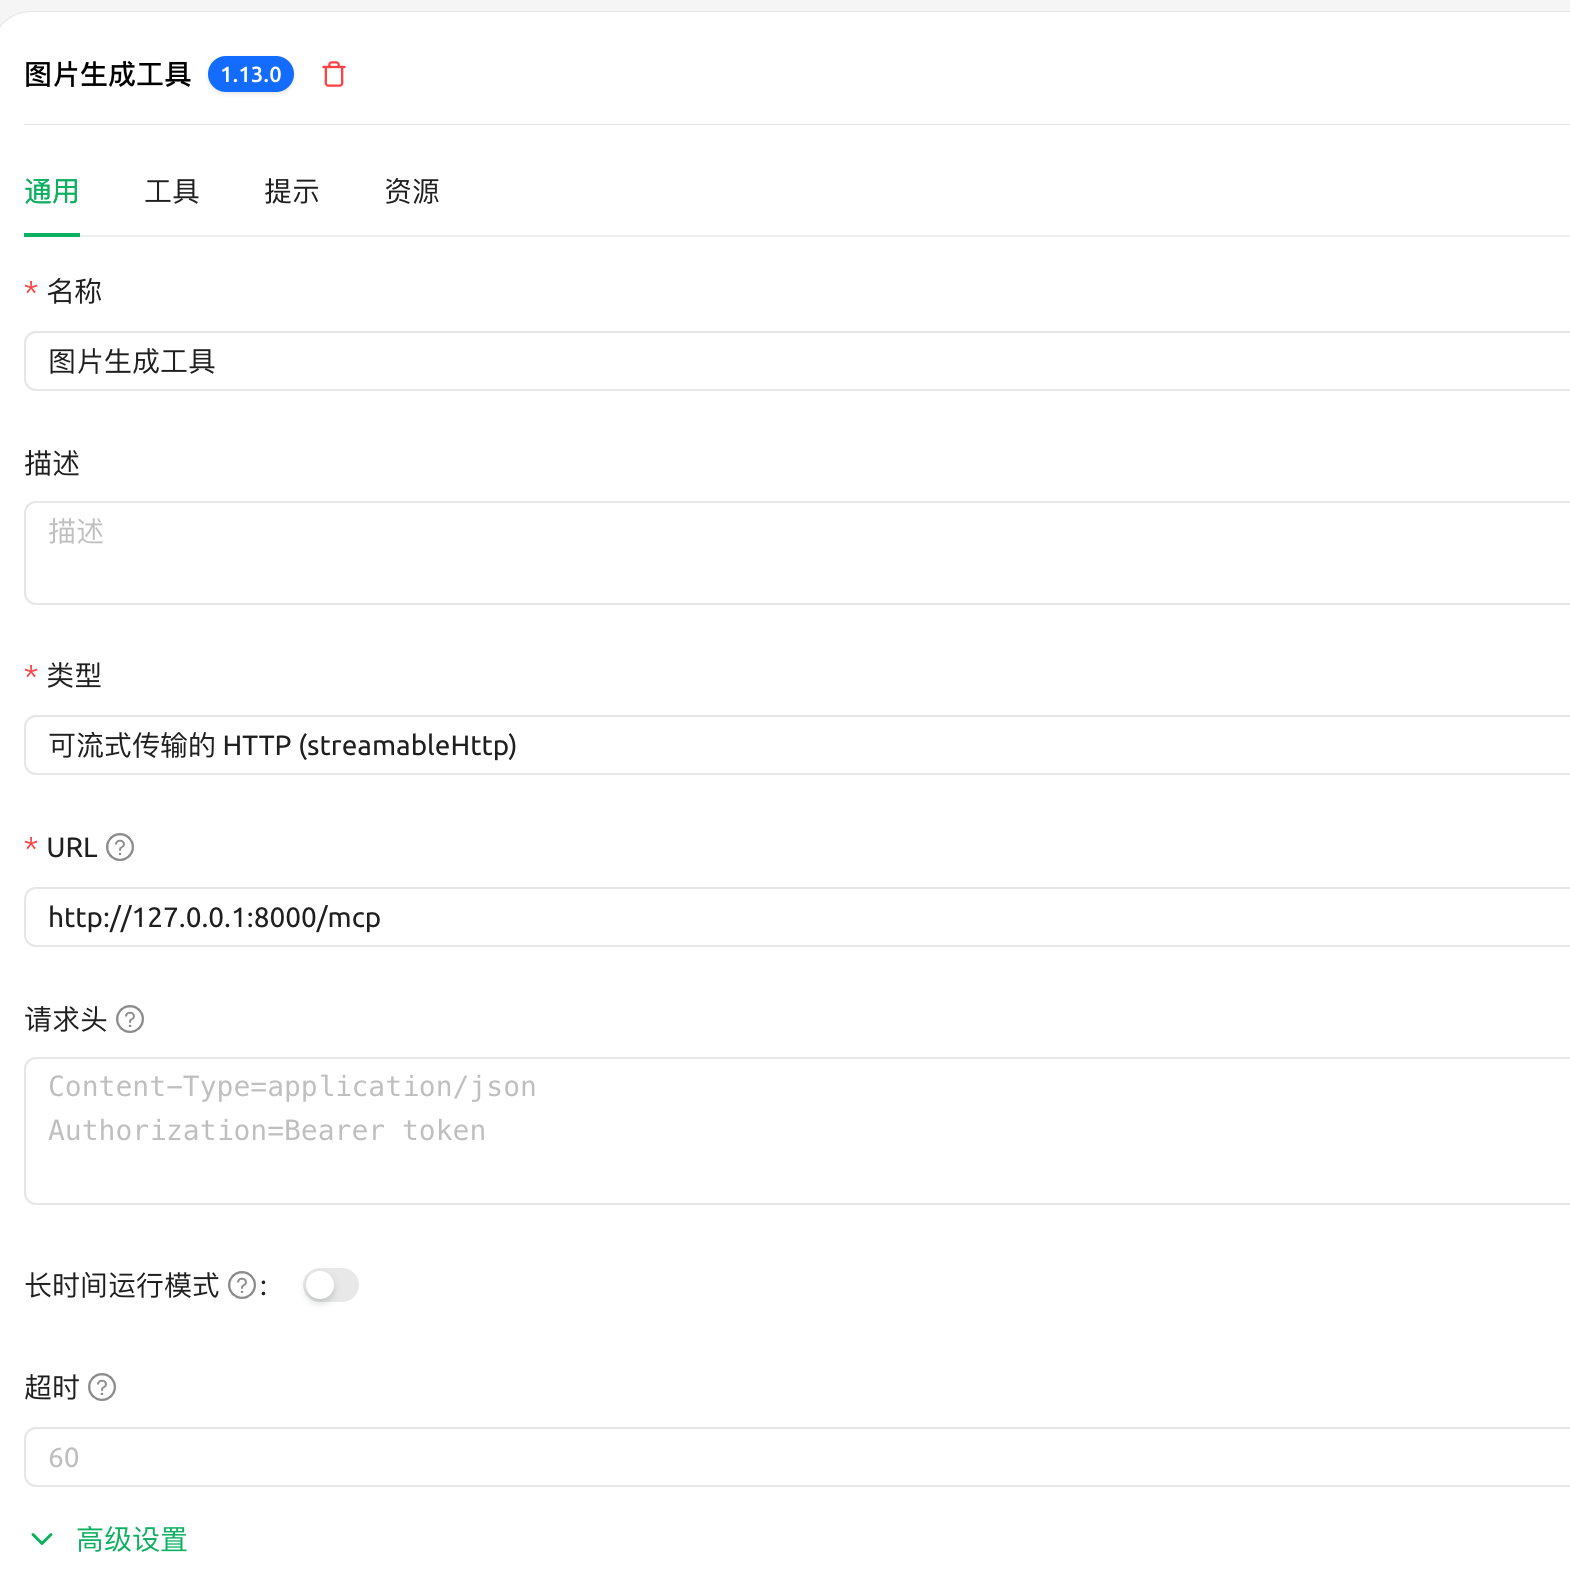 图片生成工具 1.13.0
通用 工具 提示 资源
* 名称
图片生成工具
描述
描述
* 类型
可流式传输的 HTTP (streamableHttp)
* URL ?
http://127.0.0.1:8000/mcp
请求头 ?
Content-Type=application/json
Authorization=Bearer token
长时间运行模式 ? :
超时 ?
60
高级设置